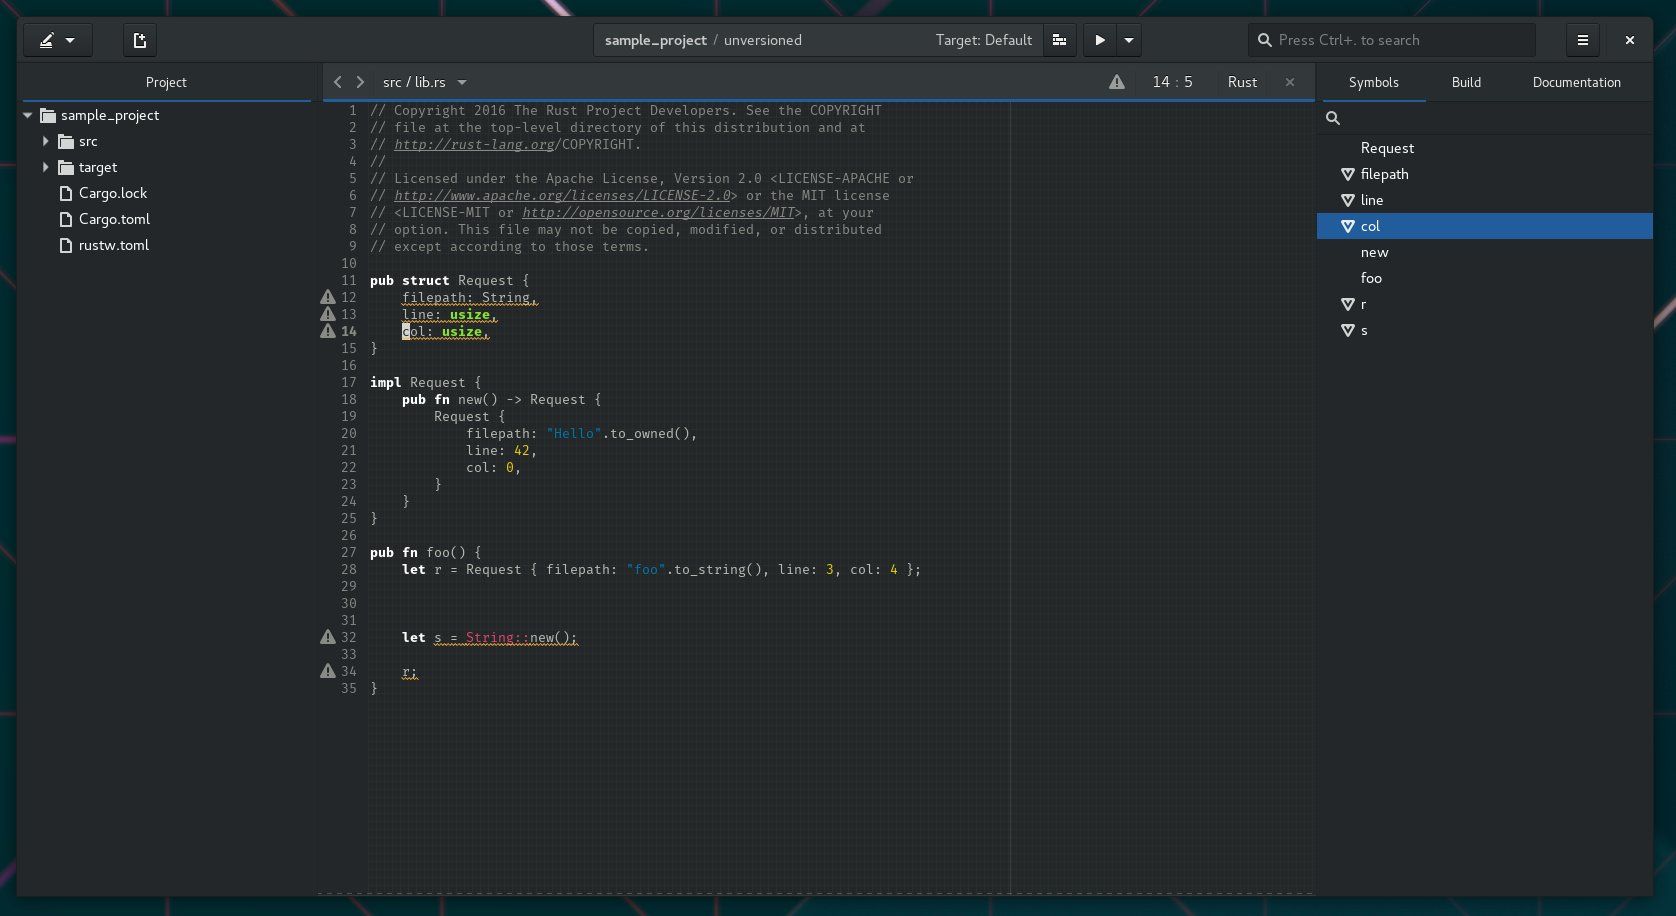 sample_project / unversioned
Target: Default
Press Ctrl+. to search
Project
src / lib.rs
14 : 5
Rust
Symbols
Build
Documentation
sample_project
src
target
Cargo.lock
Cargo.toml
rustw.toml
1 // Copyright 2016 The Rust Project Developers. See the COPYRIGHT
2 // file at the top-level directory of this distribution and at
3 // http://rust-lang.org/COPYRIGHT.
4 //
5 // Licensed under the Apache License, Version 2.0 <LICENSE-APACHE or
6 // http://www.apache.org/licenses/LICENSE-2.0> or the MIT license
7 // <LICENSE-MIT or http://opensource.org/licenses/MIT>, at your
8 // option. This file may not be copied, modified, or distributed
9 // except according to those terms.
10
11 pub struct Request {
12     filepath: String,
13     line: usize,
14     col: usize,
15 }
16
17 impl Request {
18     pub fn new() -> Request {
19         Request {
20             filepath: "Hello".to_owned(),
21             line: 42,
22             col: 0,
23         }
24     }
25 }
26
27 pub fn foo() {
28     let r = Request { filepath: "foo".to_string(), line: 3, col: 4 };
29
30
31
32     let s = String::new();
33
34     r;
35 }
Request
filepath
line
col
new
foo
r
s